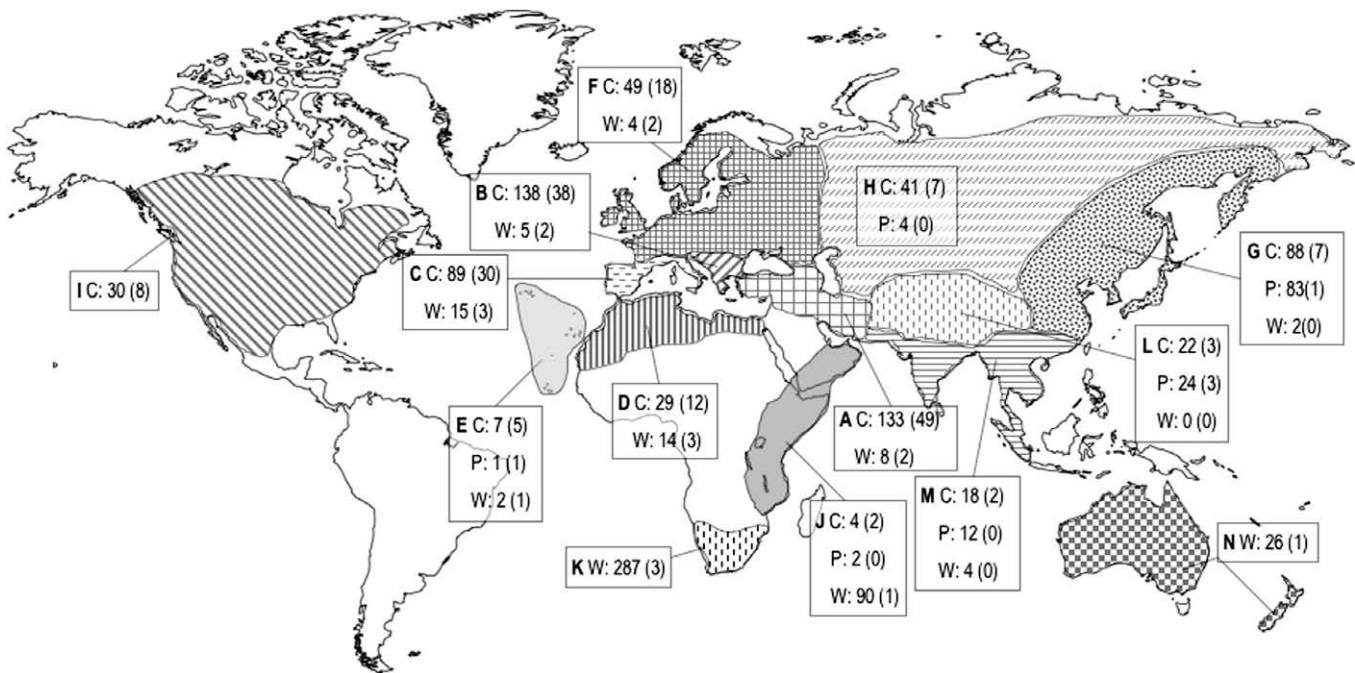 F C: 49 (18)
W: 4 (2)
B C: 138 (38)
W: 5 (2)
H C: 41 (7)
P: 4 (0)
C C: 89 (30)
W: 15 (3)
I C: 30 (8)
G C: 88 (7)
P: 83(1)
W: 2(0)
L C: 22 (3)
P: 24 (3)
W: 0 (0)
E C: 7 (5)
P: 1 (1)
W: 2 (1)
D C: 29 (12)
W: 14 (3)
A C: 133 (49)
W: 8 (2)
M C: 18 (2)
P: 12 (0)
W: 4 (0)
J C: 4 (2)
P: 2 (0)
W: 90 (1)
K W: 287 (3)
N W: 26 (1)